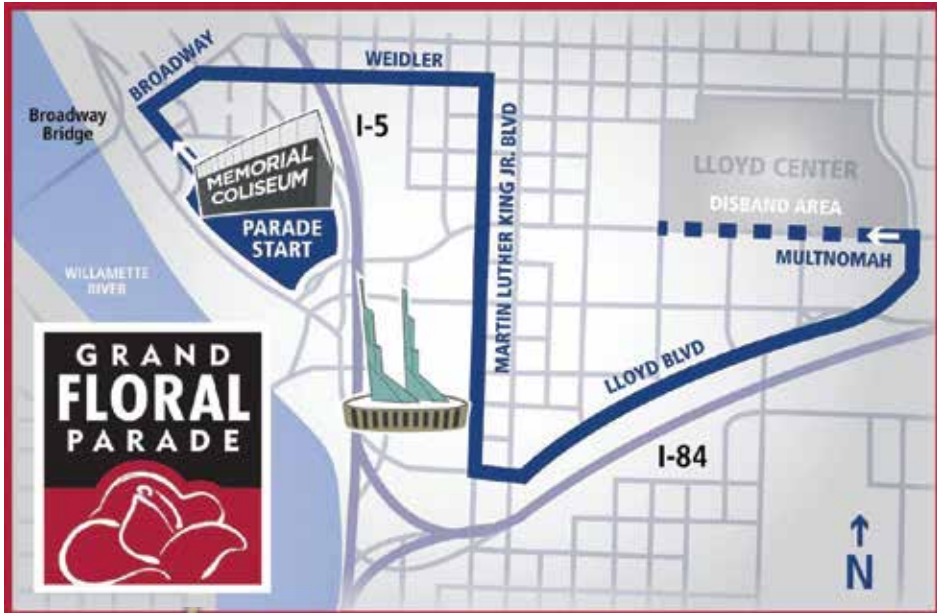 BROADWAY
WEIDLER
Broadway
Bridge
I-5
MEMORIAL
COLISEUM
PARADE
START
MARTIN LUTHER KING JR. BLVD
LLOYD CENTER
DISBAND AREA
MULTNOMAH
WILLAMETTE
RIVER
LLOYD BLVD
I-84
GRAND
FLORAL
PARADE
N